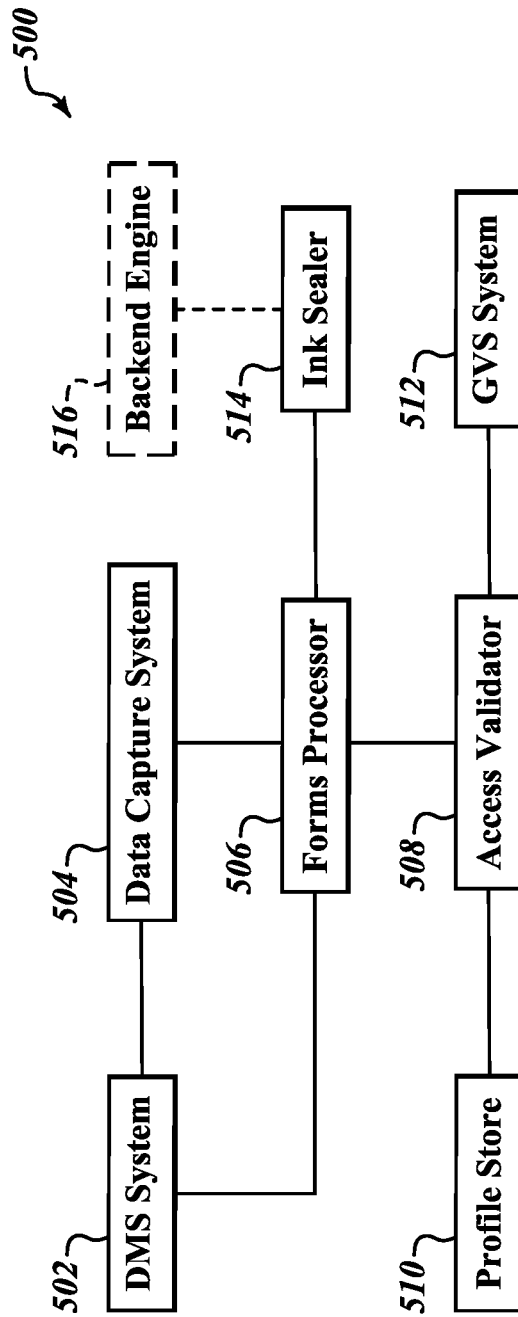 500
516
Backend Engine
504
Data Capture System
502
DMS System
514
Ink Sealer
506
Forms Processor
512
GVS System
508
Access Validator
510
Profile Store